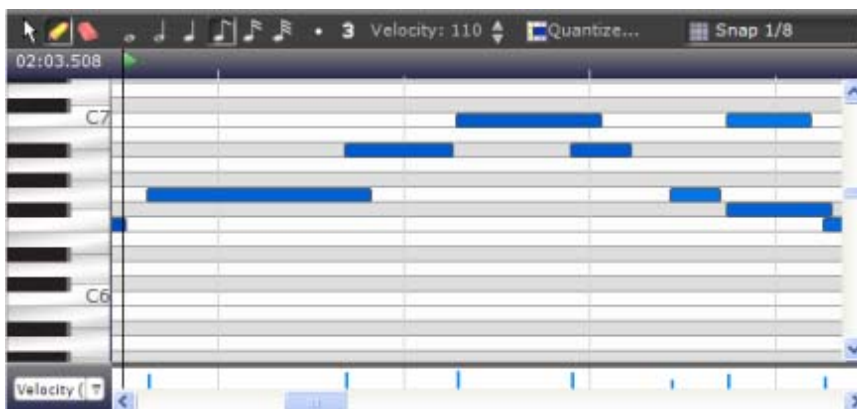 3 Velocity: 110 Quantize... Snap 1/8
02:03.508
C7
C6
Velocity (